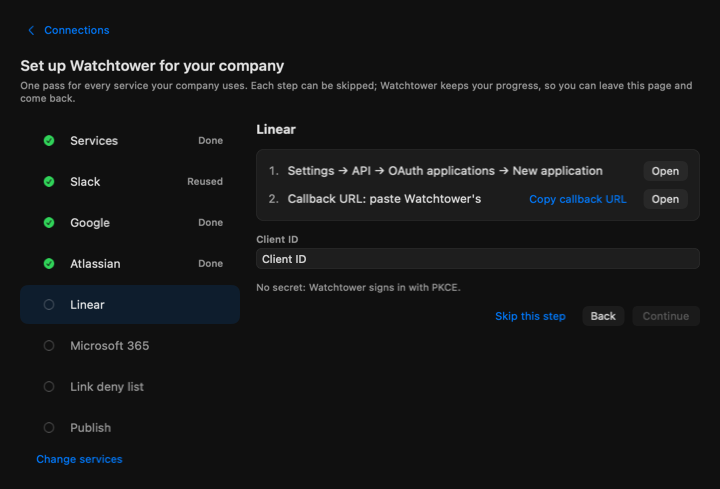 Connections
Set up Watchtower for your company
One pass for every service your company uses. Each step can be skipped; Watchtower keeps your progress, so you can leave this page and
come back.
Services Done
Slack Reused
Google Done
Atlassian Done
Linear
Microsoft 365
Link deny list
Publish
Change services
Linear
1. Settings → API → OAuth applications → New application Open
2. Callback URL: paste Watchtower's Copy callback URL Open
Client ID
Client ID
No secret: Watchtower signs in with PKCE.
Skip this step Back Continue